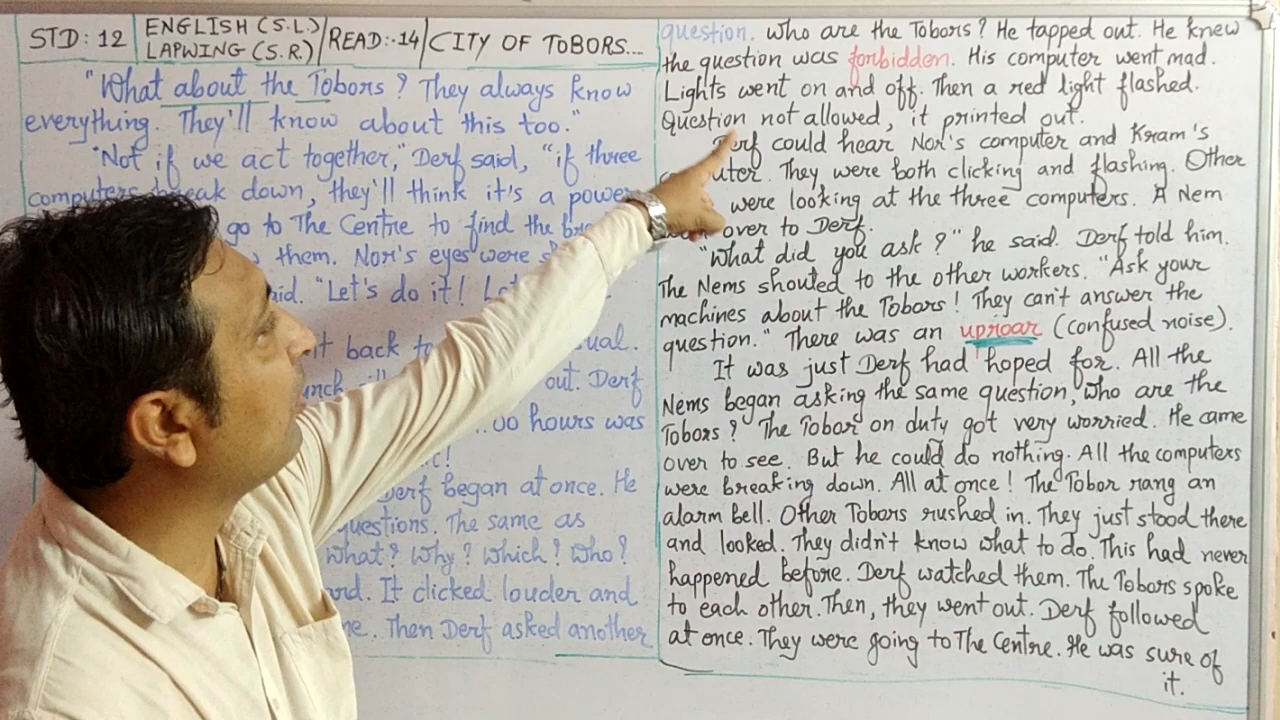 STD: 12
ENGLISH (S.L.)
LAPWING (S.R.)
READ:-14
CITY OF TOBORS...
"What about the Tobors? They always know
everything. They'll know about this too."
"Not if we act together," Derf said, "if three
computers break down, they'll think it's a power
go to The Centre to find the
them. Nor's eyes were
said. "Let's do it!
back to usual.
out. Derf
00 hours was
Derf began at once. He
questions. The same as
What? Why? Which? Who?
It clicked louder and
Then Derf asked another
question. Who are the Tobors? He tapped out. He knew
the question was forbidden. His computer went mad.
Lights went on and off. Then a red light flashed.
Question not allowed, it printed out.
Derf could hear Nor's computer and Kram's
They were both clicking and flashing. Other
were looking at the three computers. A Nem
over to Derf.
"What did you ask?" he said. Derf told him.
The Nems shouted to the other workers. "Ask your
machines about the Tobors! They can't answer the
question." There was an uproar (confused noise).
It was just Derf had hoped for. All the
Nems began asking the same question, Who are the
Tobors? The Tobor on duty got very worried. He came
over to see. But he could do nothing. All the computers
were breaking down. All at once! The Tobor rang an
alarm bell. Other Tobors rushed in. They just stood there
and looked. They didn't know what to do. This had never
happened before. Derf watched them. The Tobors spoke
to each other. Then, they went out. Derf followed
at once. They were going to The Centre. He was sure of
it.